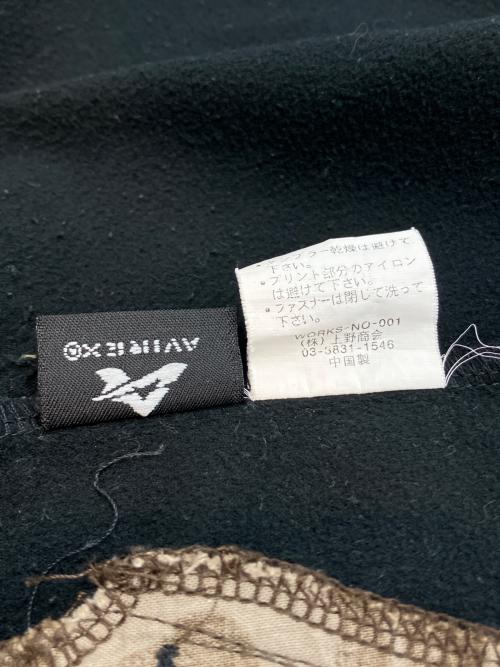 AVIREX®
・タンブラー乾燥は避けて
下さい。
・プリント部分のアイロン
は避けて下さい。
・ファスナーは閉じて洗って
下さい。
WORKS-NO-001
(株)上野商会
03-5831-1546
中国製